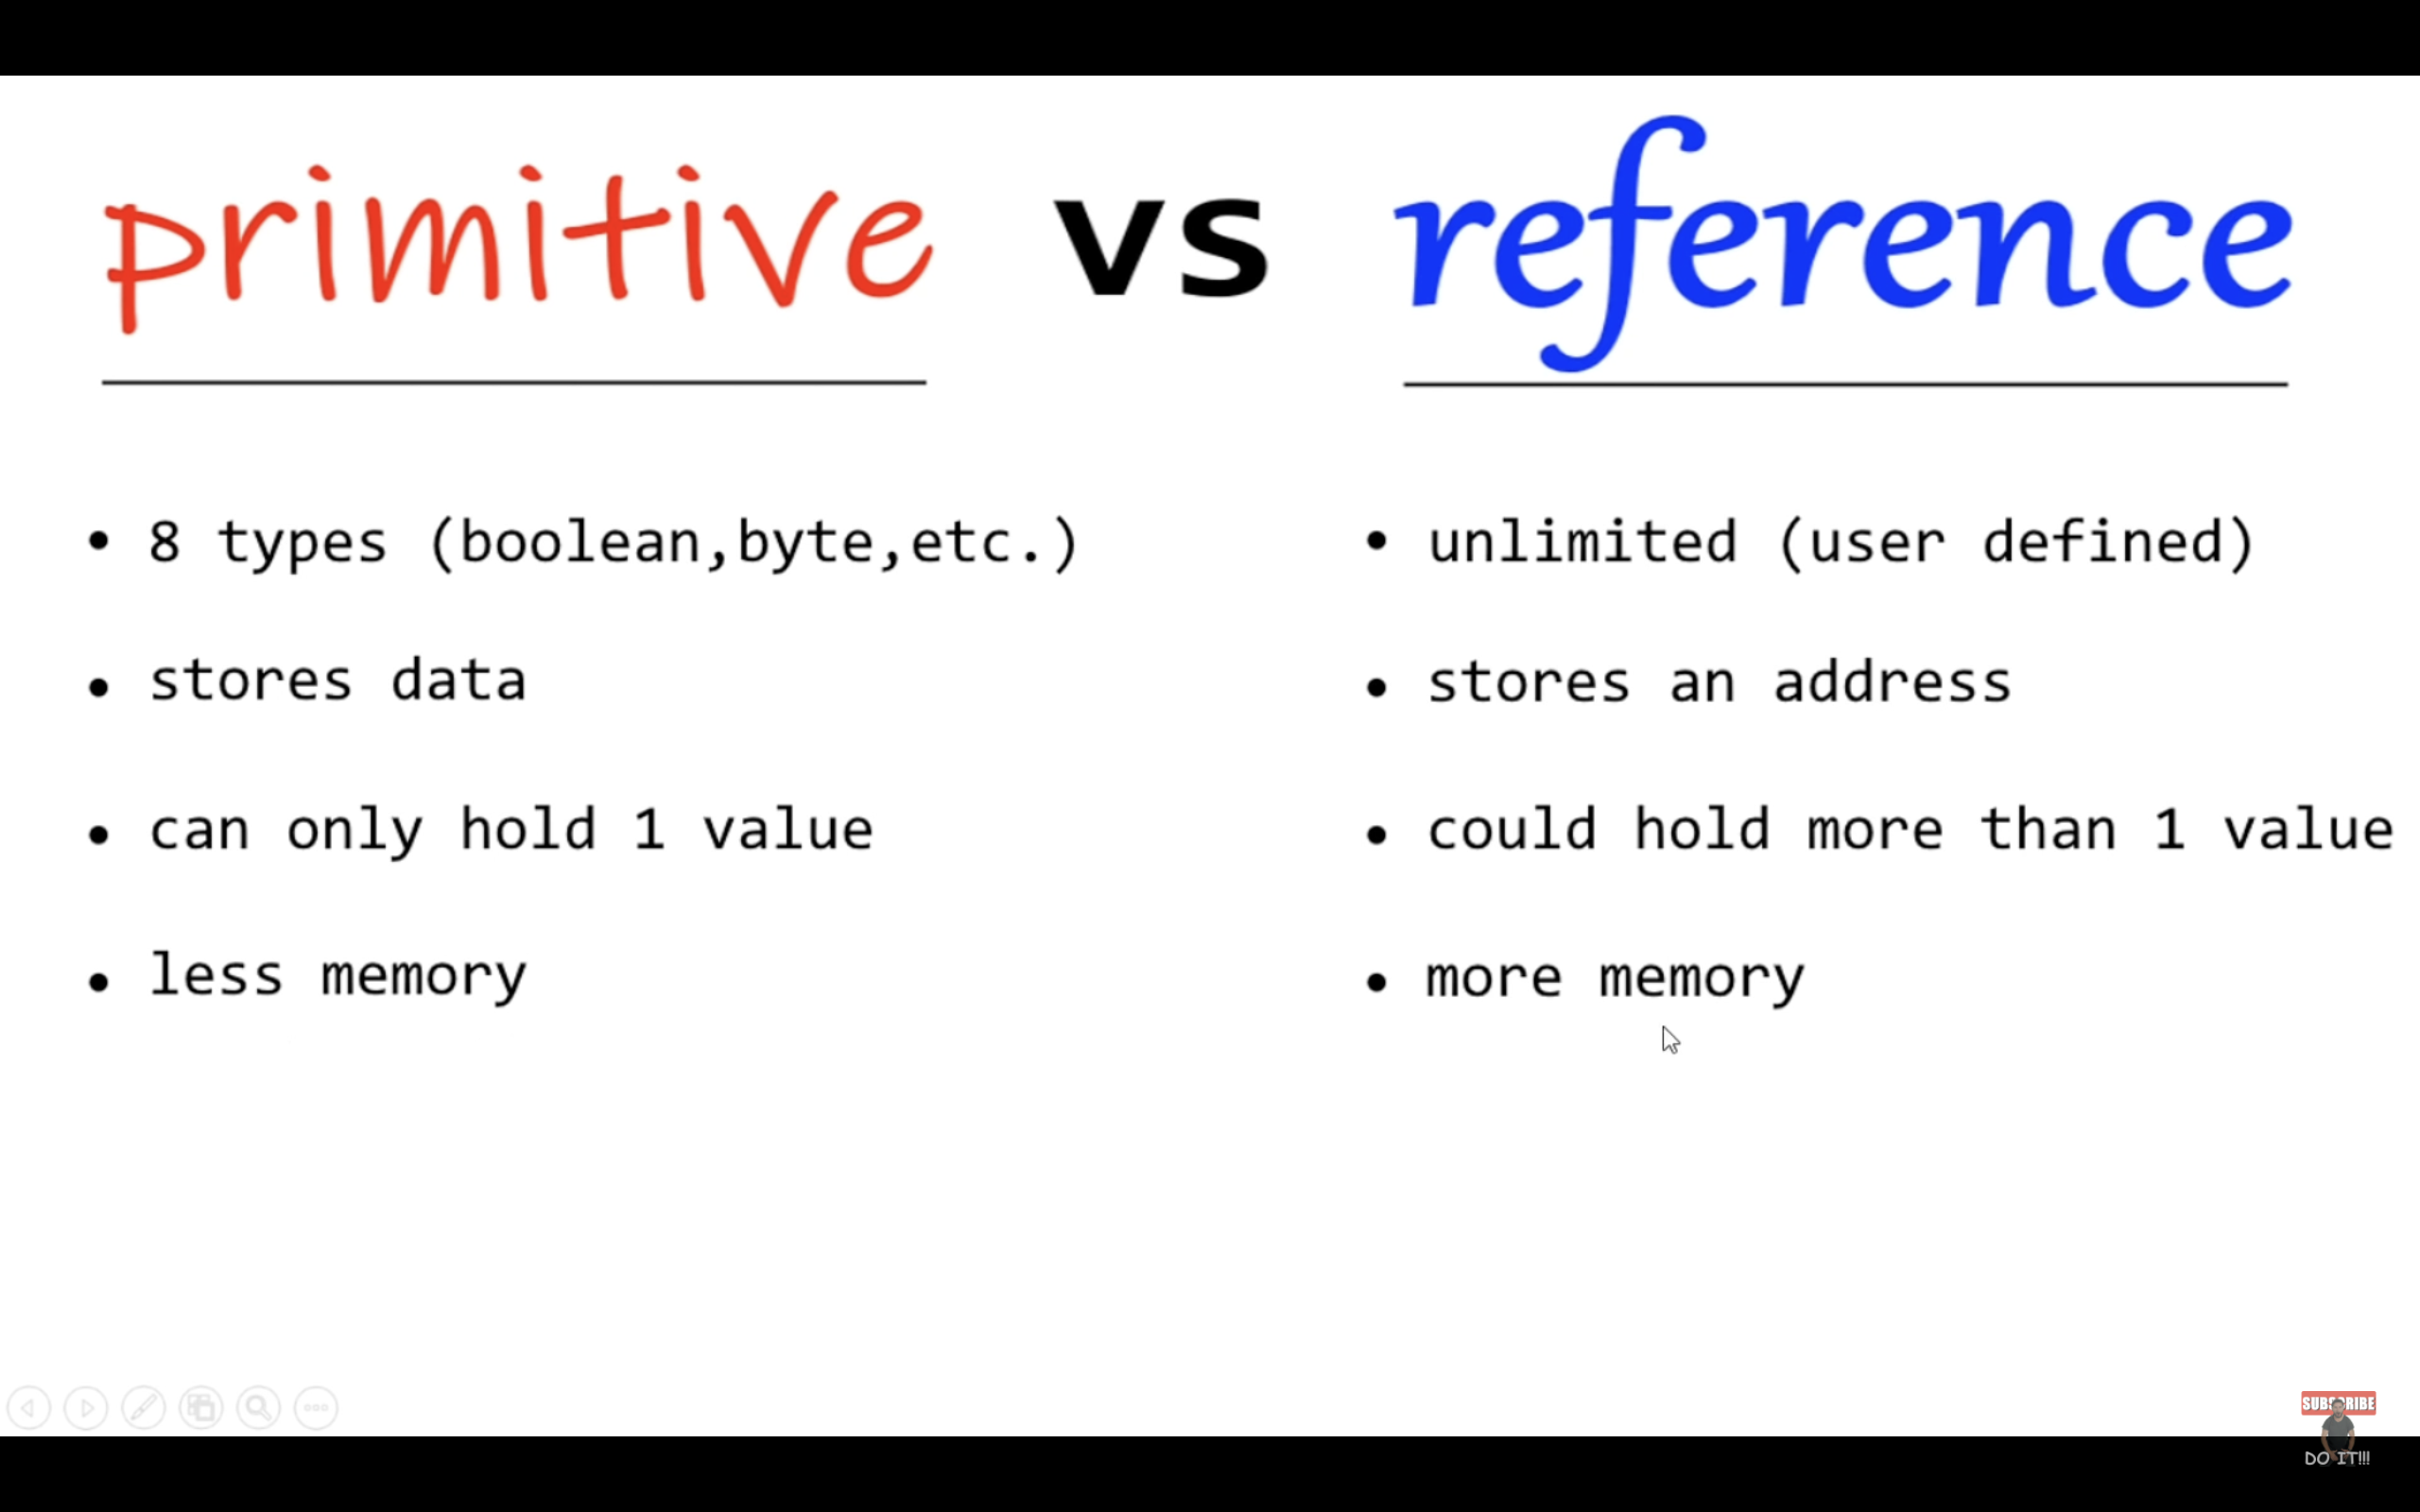 primitive vs reference
• 8 types (boolean,byte,etc.)
• stores data
• can only hold 1 value
• less memory
• unlimited (user defined)
• stores an address
• could hold more than 1 value
• more memory
SUBSCRIBE
DO IT!!!